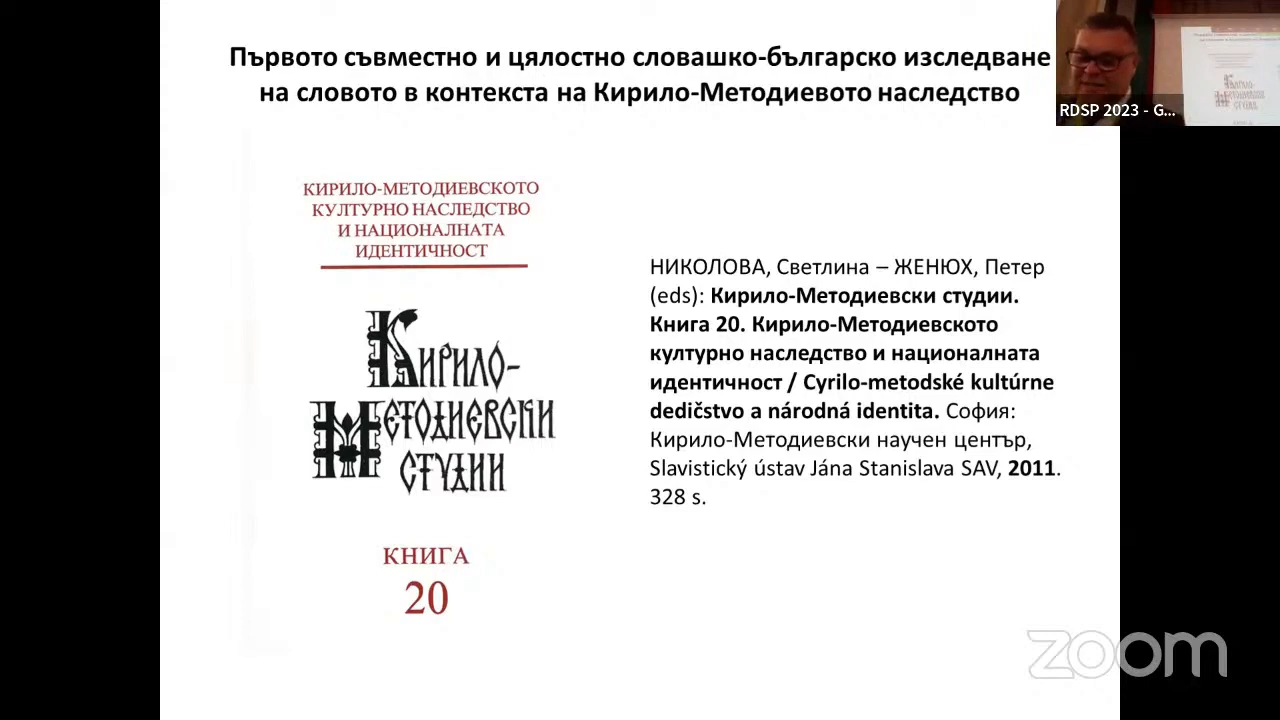 Първото съвместно и цялостно словашко-българско изследване
на словото в контекста на Кирило-Методиевото наследство
RDSP 2023 - G...
КИРИЛО-МЕТОДИЕВСКОТО
КУЛТУРНО НАСЛЕДСТВО
И НАЦИОНАЛНАТА
ИДЕНТИЧНОСТ
КИРИЛО-
МЕТОДИЕВСКИ
СТУДИИ
КНИГА
20
НИКОЛОВА, Светлина – ЖЕНЮХ, Петер
(eds): Кирило-Методиевски студии.
Книга 20. Кирило-Методиевското
културно наследство и националната
идентичност / Cyrilo-metodské kultúrne
dedičstvo a národná identita. София:
Кирило-Методиевски научен център,
Slavistický ústav Jána Stanislava SAV, 2011.
328 s.
zoom